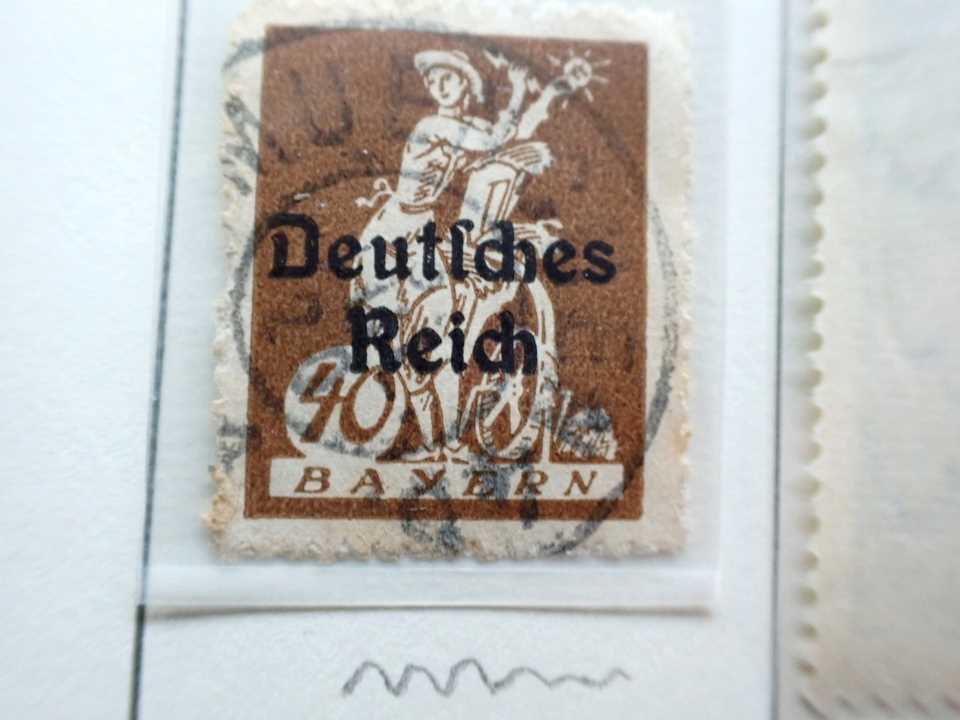 Deutsches
Reich
40
BAYERN